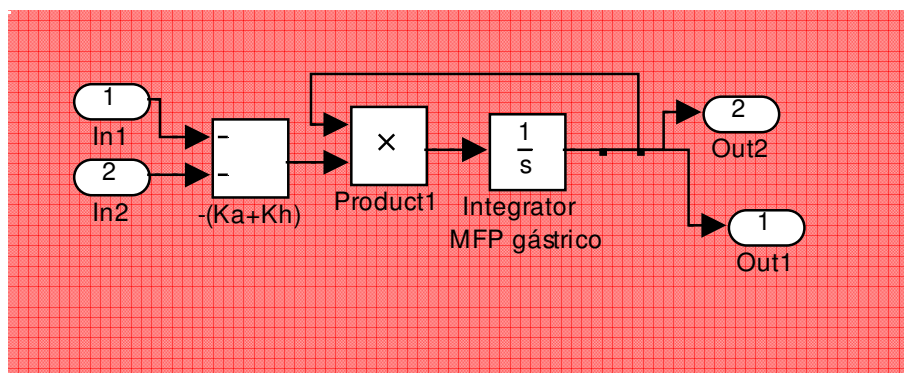 1
In1
2
In2
-
-
-(Ka+Kh)
×
Product1
1
s
Integrator
MFP gástrico
2
Out2
1
Out1